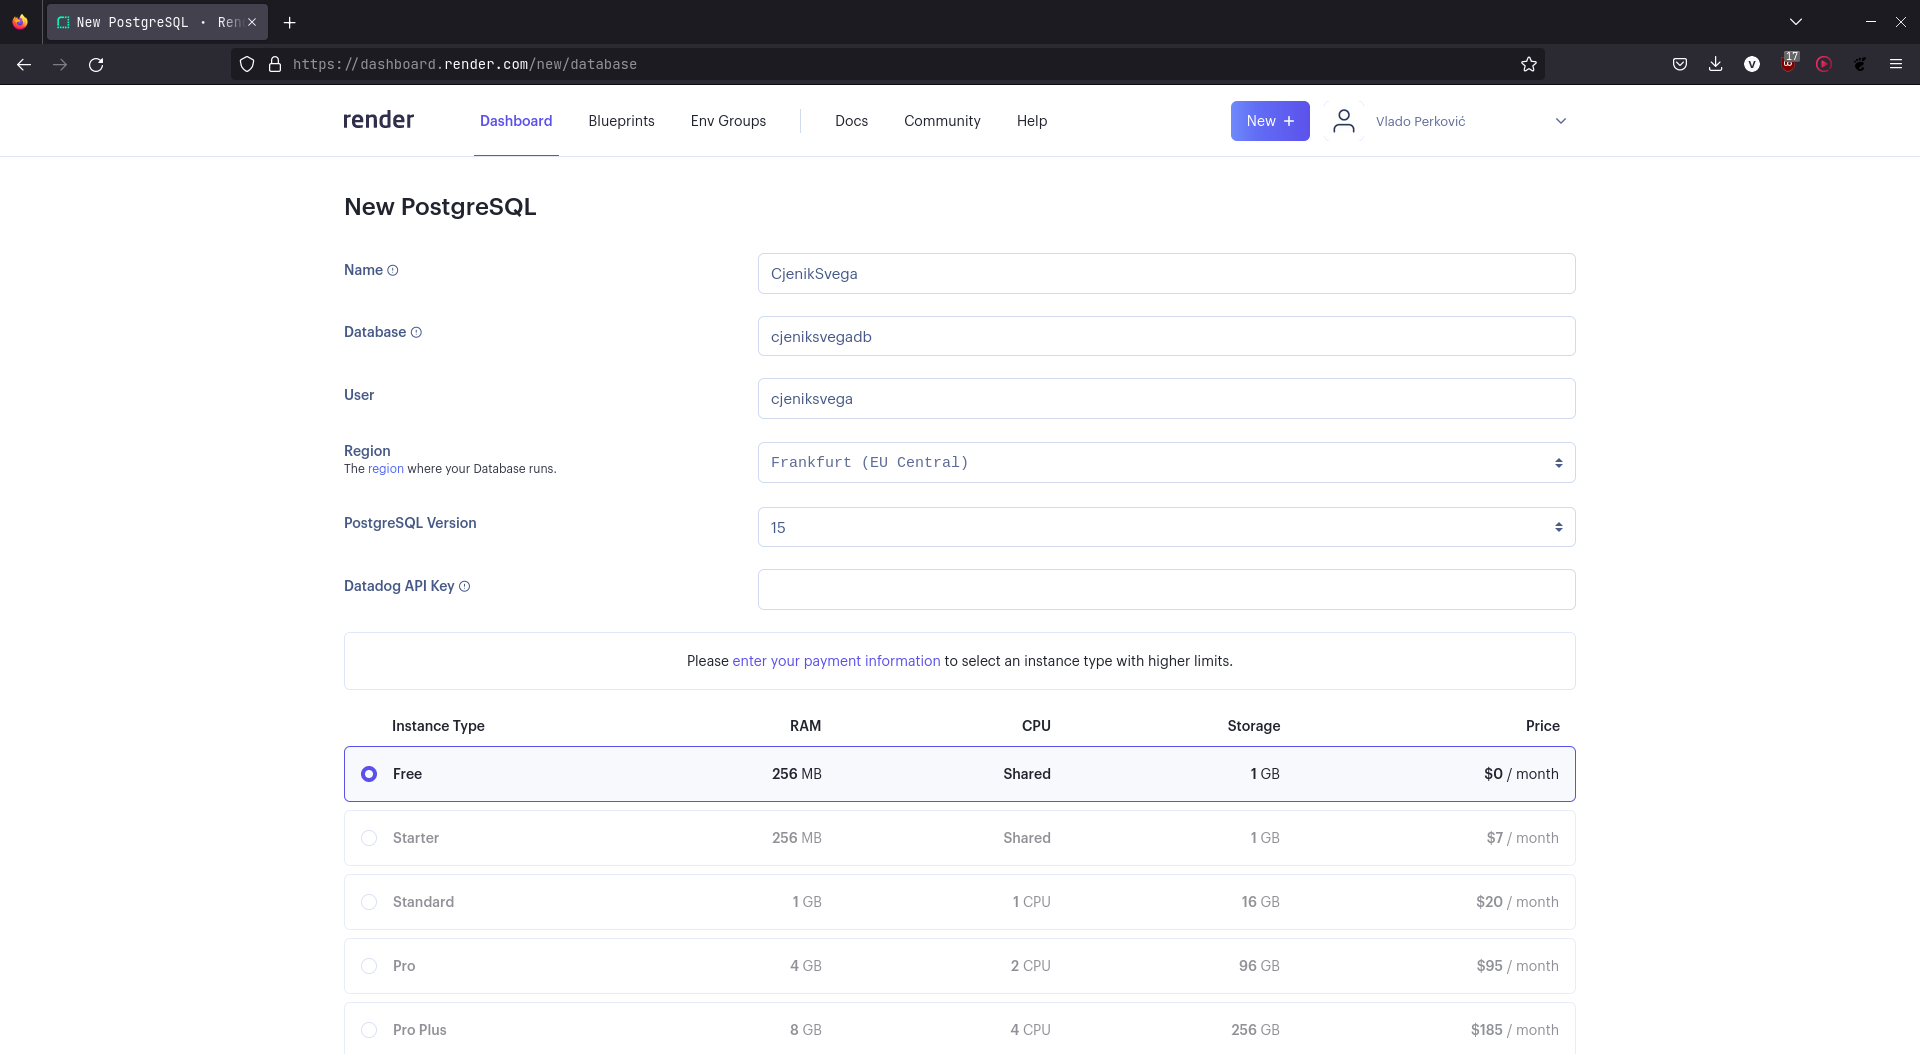 New PostgreSQL · Ren
https://dashboard.render.com/new/database
17
render
Dashboard
Blueprints
Env Groups
Docs
Community
Help
New +
Vlado Perković
New PostgreSQL
Name
CjenikSvega
Database
cjeniksvegadb
User
cjeniksvega
Region
The region where your Database runs.
Frankfurt (EU Central)
PostgreSQL Version
15
Datadog API Key
Please enter your payment information to select an instance type with higher limits.
Instance Type RAM CPU Storage Price
Free 256 MB Shared 1 GB $0 / month
Starter 256 MB Shared 1 GB $7 / month
Standard 1 GB 1 CPU 16 GB $20 / month
Pro 4 GB 2 CPU 96 GB $95 / month
Pro Plus 8 GB 4 CPU 256 GB $185 / month